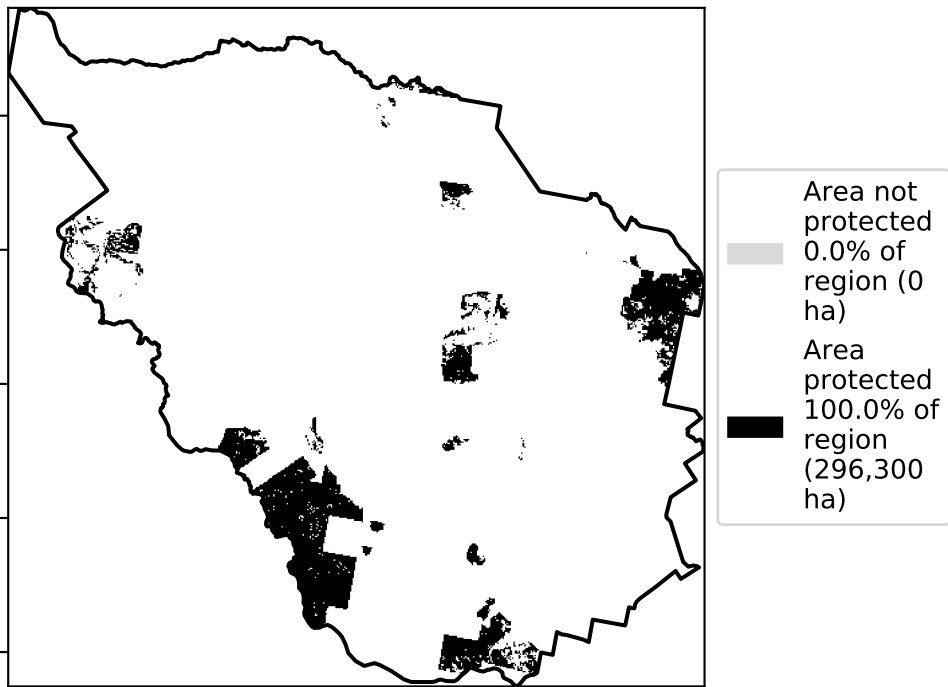 Area not
protected
0.0% of
region (0
ha)
Area
protected
100.0% of
region
(296,300
ha)